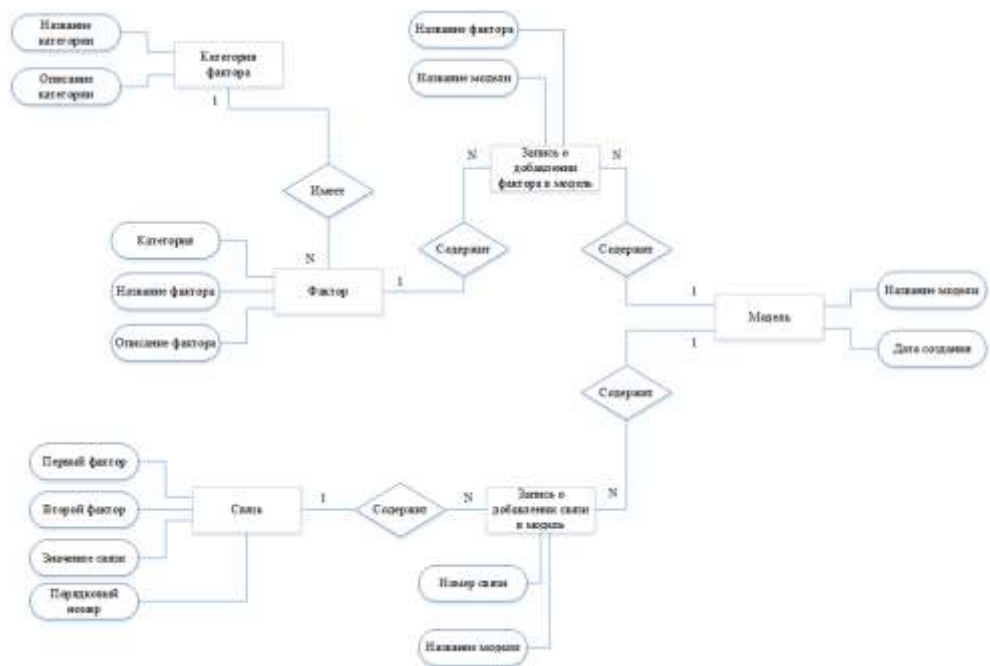 Название
категории
Описание
категории
Категория
фактора
1
Имеет
N
Категория
Название фактора
Описание фактора
Фактор
1
Содержит
N
Название фактора
Название модели
Запись о
добавлении
фактора в модель
N
Содержит
1
Модель
1
Название модели
Дата создания
Содержит
N
Первый фактор
Второй фактор
Значение связи
Порядковый
номер
Связь
1
Содержит
N
Запись о
добавлении связи
в модель
Номер связи
Название модели